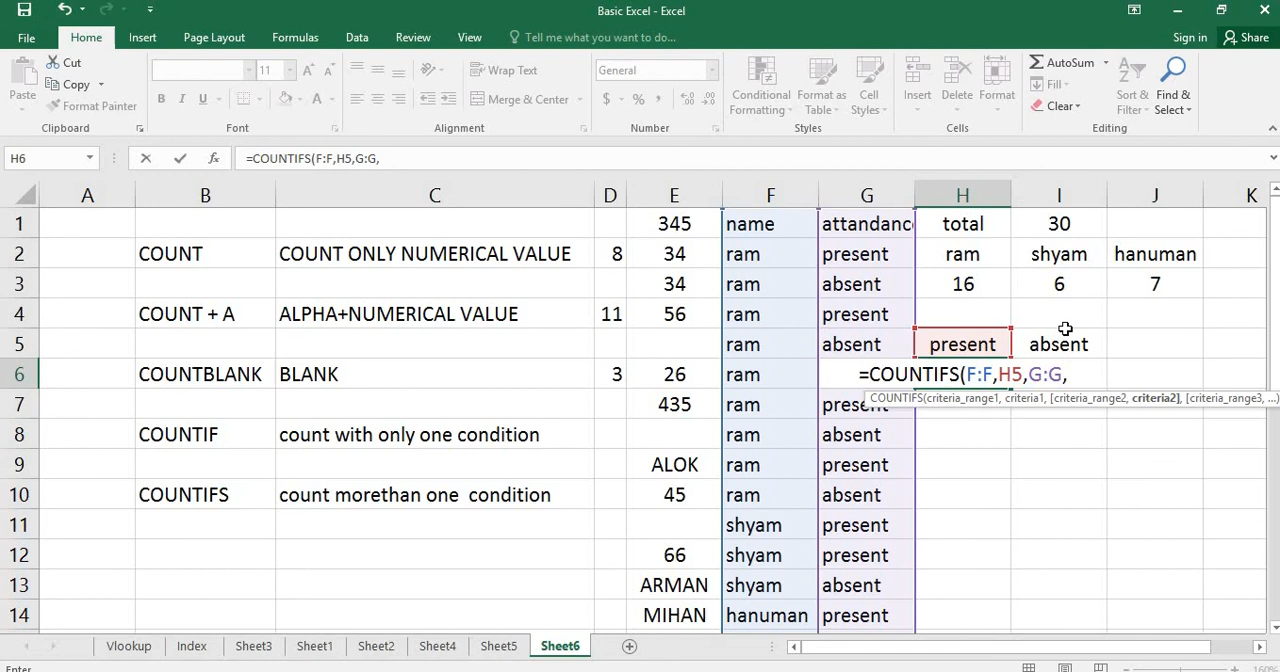 Basic Excel - Excel
File Home Insert Page Layout Formulas Data Review View Tell me what you want to do... Sign in Share
Cut
Copy
Format Painter
Paste
11
Wrap Text
Merge & Center
General
Conditional Formatting
Format as Table
Cell Styles
Insert
Delete
Format
AutoSum
Fill
Clear
Sort & Filter
Find & Select
Clipboard Font Alignment Number Styles Cells Editing
H6 =COUNTIFS(F:F,H5,G:G,
A B C D E F G H I J K
1 345 name attandanc total 30
2 COUNT COUNT ONLY NUMERICAL VALUE 8 34 ram present ram shyam hanuman
3 34 ram absent 16 6 7
4 COUNT + A ALPHA+NUMERICAL VALUE 11 56 ram present
5 ram absent present absent
6 COUNTBLANK BLANK 3 26 ram =COUNTIFS(F:F,H5,G:G,
COUNTIFS(criteria_range1, criteria1, [criteria_range2, criteria2], [criteria_range3, ...)
7 435 ram
8 COUNTIF count with only one condition ram absent
9 ALOK ram present
10 COUNTIFS count morethan one condition 45 ram absent
11 shyam present
12 66 shyam present
13 ARMAN shyam absent
14 MIHAN hanuman present
Vlookup Index Sheet3 Sheet1 Sheet2 Sheet4 Sheet5 Sheet6